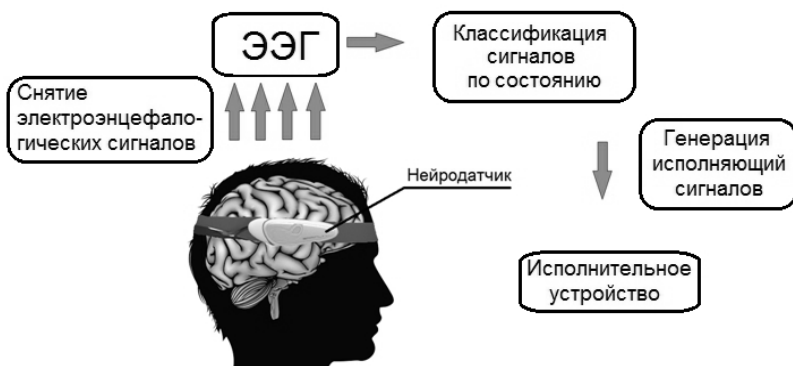 ЭЭГ
Классификация
сигналов
по состоянию
Снятие
электроэнцефало-
гических сигналов
Генерация
исполняющий
сигналов
Нейродатчик
Исполнительное
устройство